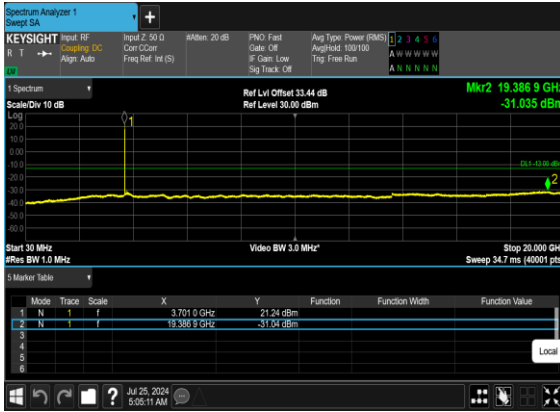 Spectrum Analyzer 1
Swept SA
+
KEYSIGHT
R T
Input: RF
Coupling: DC
Align: Auto
Input Z: 50 Ω
Corr CCorr
Freq Ref: Int (S)
#Atten: 20 dB
PNO: Fast
Gate: Off
IF Gain: Low
Sig Track: Off
Avg Type: Power (RMS)
Avg|Hold: 100/100
Trig: Free Run
1 2 3 4 5 6
A W W W W W
A N N N N N
1 Spectrum
Scale/Div 10 dB
Ref Lvl Offset 33.44 dB
Ref Level 30.00 dBm
Mkr2 19.386 9 GHz
-31.035 dBm
Log
20.0
10.0
0.00
-10.0
-20.0
-30.0
-40.0
-50.0
-60.0
1
DL1 -13.00 dBm
2
Start 30 MHz
#Res BW 1.0 MHz
Video BW 3.0 MHz*
Stop 20.000 GH
Sweep 34.7 ms (40001 pts
5 Marker Table
Mode Trace Scale X Y Function Function Width Function Value
1 N 1 f 3.701 0 GHz 21.24 dBm
2 N 1 f 19.386 9 GHz -31.04 dBm
3
4
5
6
Local
?
Jul 25, 2024
5:05:11 AM